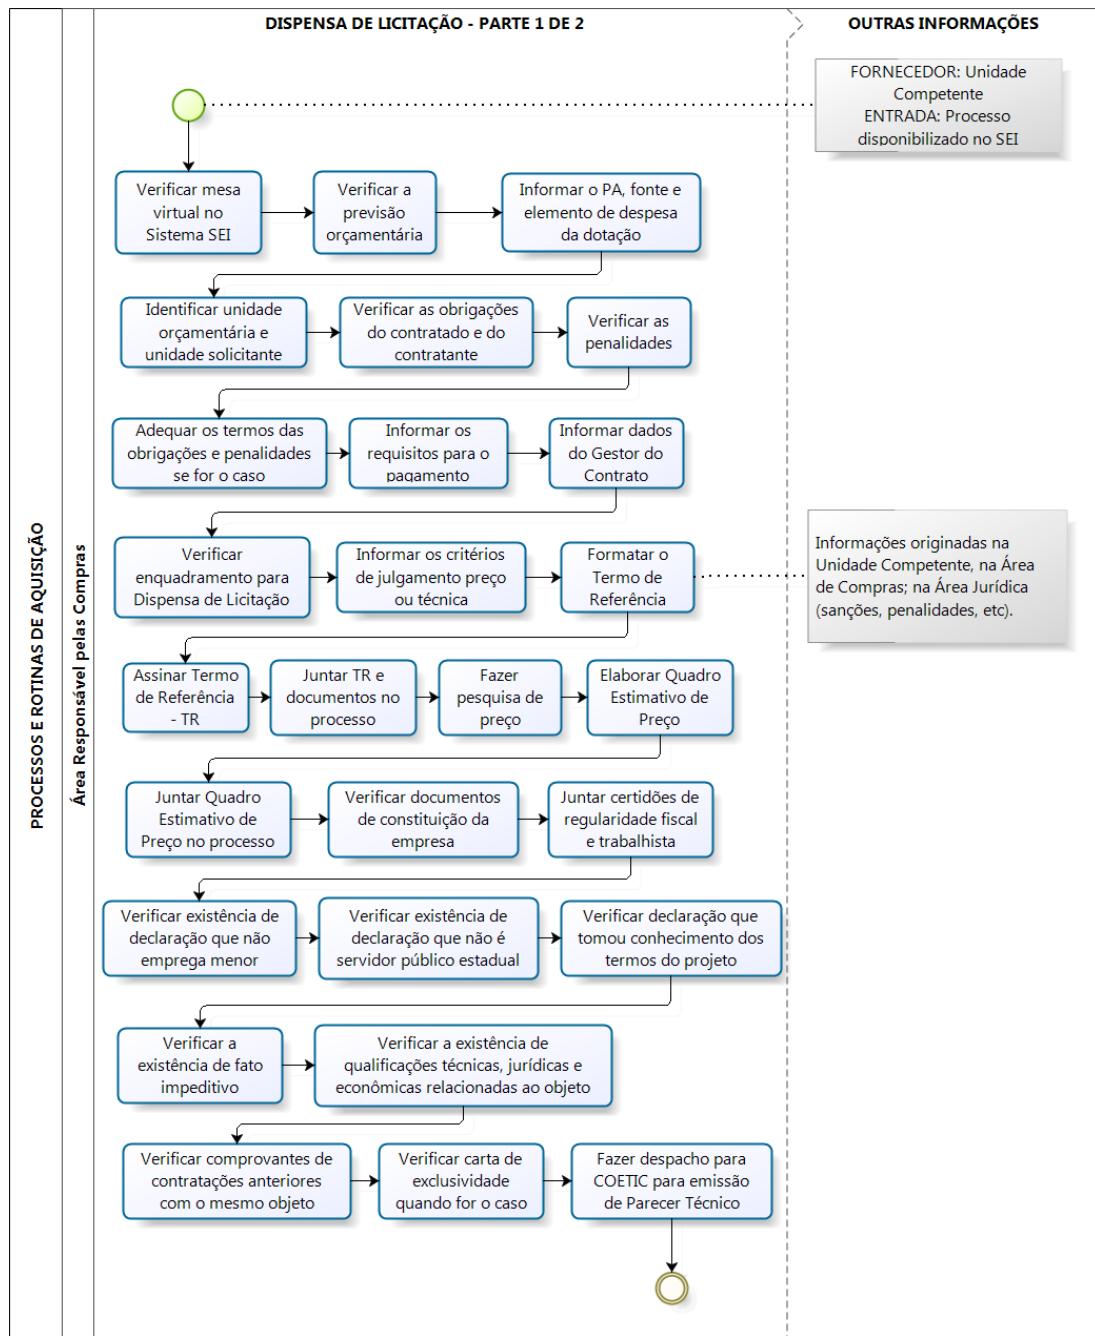 DISPENSA DE LICITAÇÃO - PARTE 1 DE 2
OUTRAS INFORMAÇÕES
PROCESSOS E ROTINAS DE AQUISIÇÃO
Área Responsável pelas Compras
FORNECEDOR: Unidade
Competente
ENTRADA: Processo
disponibilizado no SEI
Verificar mesa
virtual no
Sistema SEI
Verificar a
previsão
orçamentária
Informar o PA, fonte e
elemento de despesa
da dotação
Identificar unidade
orçamentária e
unidade solicitante
Verificar as obrigações
do contratado e do
contratante
Verificar as
penalidades
Adequar os termos das
obrigações e penalidades
se for o caso
Informar os
requisitos para o
pagamento
Informar dados
do Gestor do
Contrato
Verificar
enquadramento para
Dispensa de Licitação
Informar os critérios
de julgamento preço
ou técnica
Formatar o
Termo de
Referência
Informações originadas na
Unidade Competente, na Área
de Compras; na Área Jurídica
(sanções, penalidades, etc).
Assinar Termo
de Referência
- TR
Juntar TR e
documentos no
processo
Fazer
pesquisa de
preço
Elaborar Quadro
Estimativo de
Preço
Juntar Quadro
Estimativo de
Preço no processo
Verificar documentos
de constituição da
empresa
Juntar certidões de
regularidade fiscal
e trabalhista
Verificar existência de
declaração que não
emprega menor
Verificar existência de
declaração que não é
servidor público estadual
Verificar declaração que
tomou conhecimento dos
termos do projeto
Verificar a
existência de fato
impeditivo
Verificar a existência de
qualificações técnicas, jurídicas e
econômicas relacionadas ao objeto
Verificar comprovantes de
contratações anteriores
com o mesmo objeto
Verificar carta de
exclusividade
quando for o caso
Fazer despacho para
COETIC para emissão
de Parecer Técnico